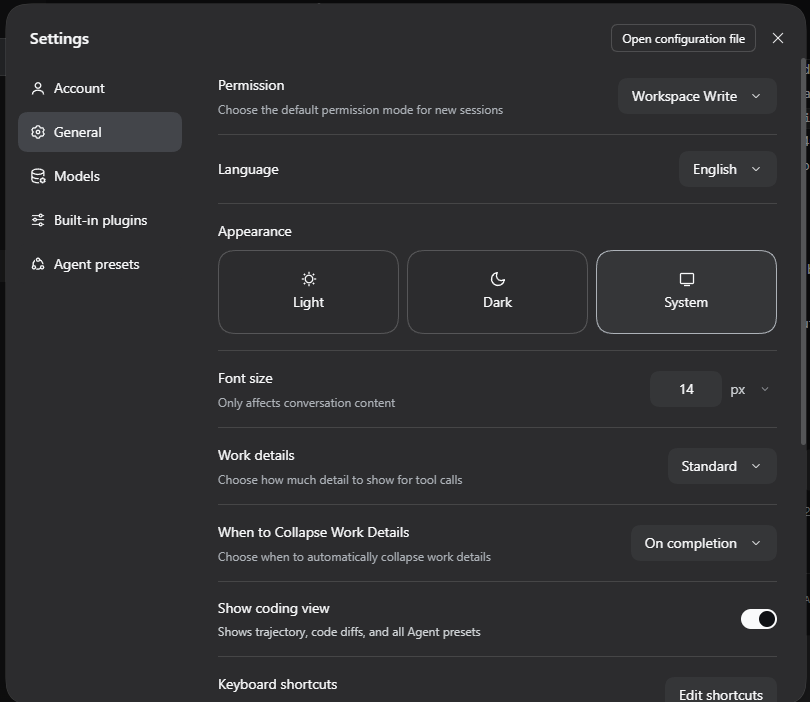 Settings
Open configuration file
Account
General
Models
Built-in plugins
Agent presets
Permission
Choose the default permission mode for new sessions
Workspace Write
Language
English
Appearance
Light
Dark
System
Font size
Only affects conversation content
14
px
Work details
Choose how much detail to show for tool calls
Standard
When to Collapse Work Details
Choose when to automatically collapse work details
On completion
Show coding view
Shows trajectory, code diffs, and all Agent presets
Keyboard shortcuts
Edit shortcuts